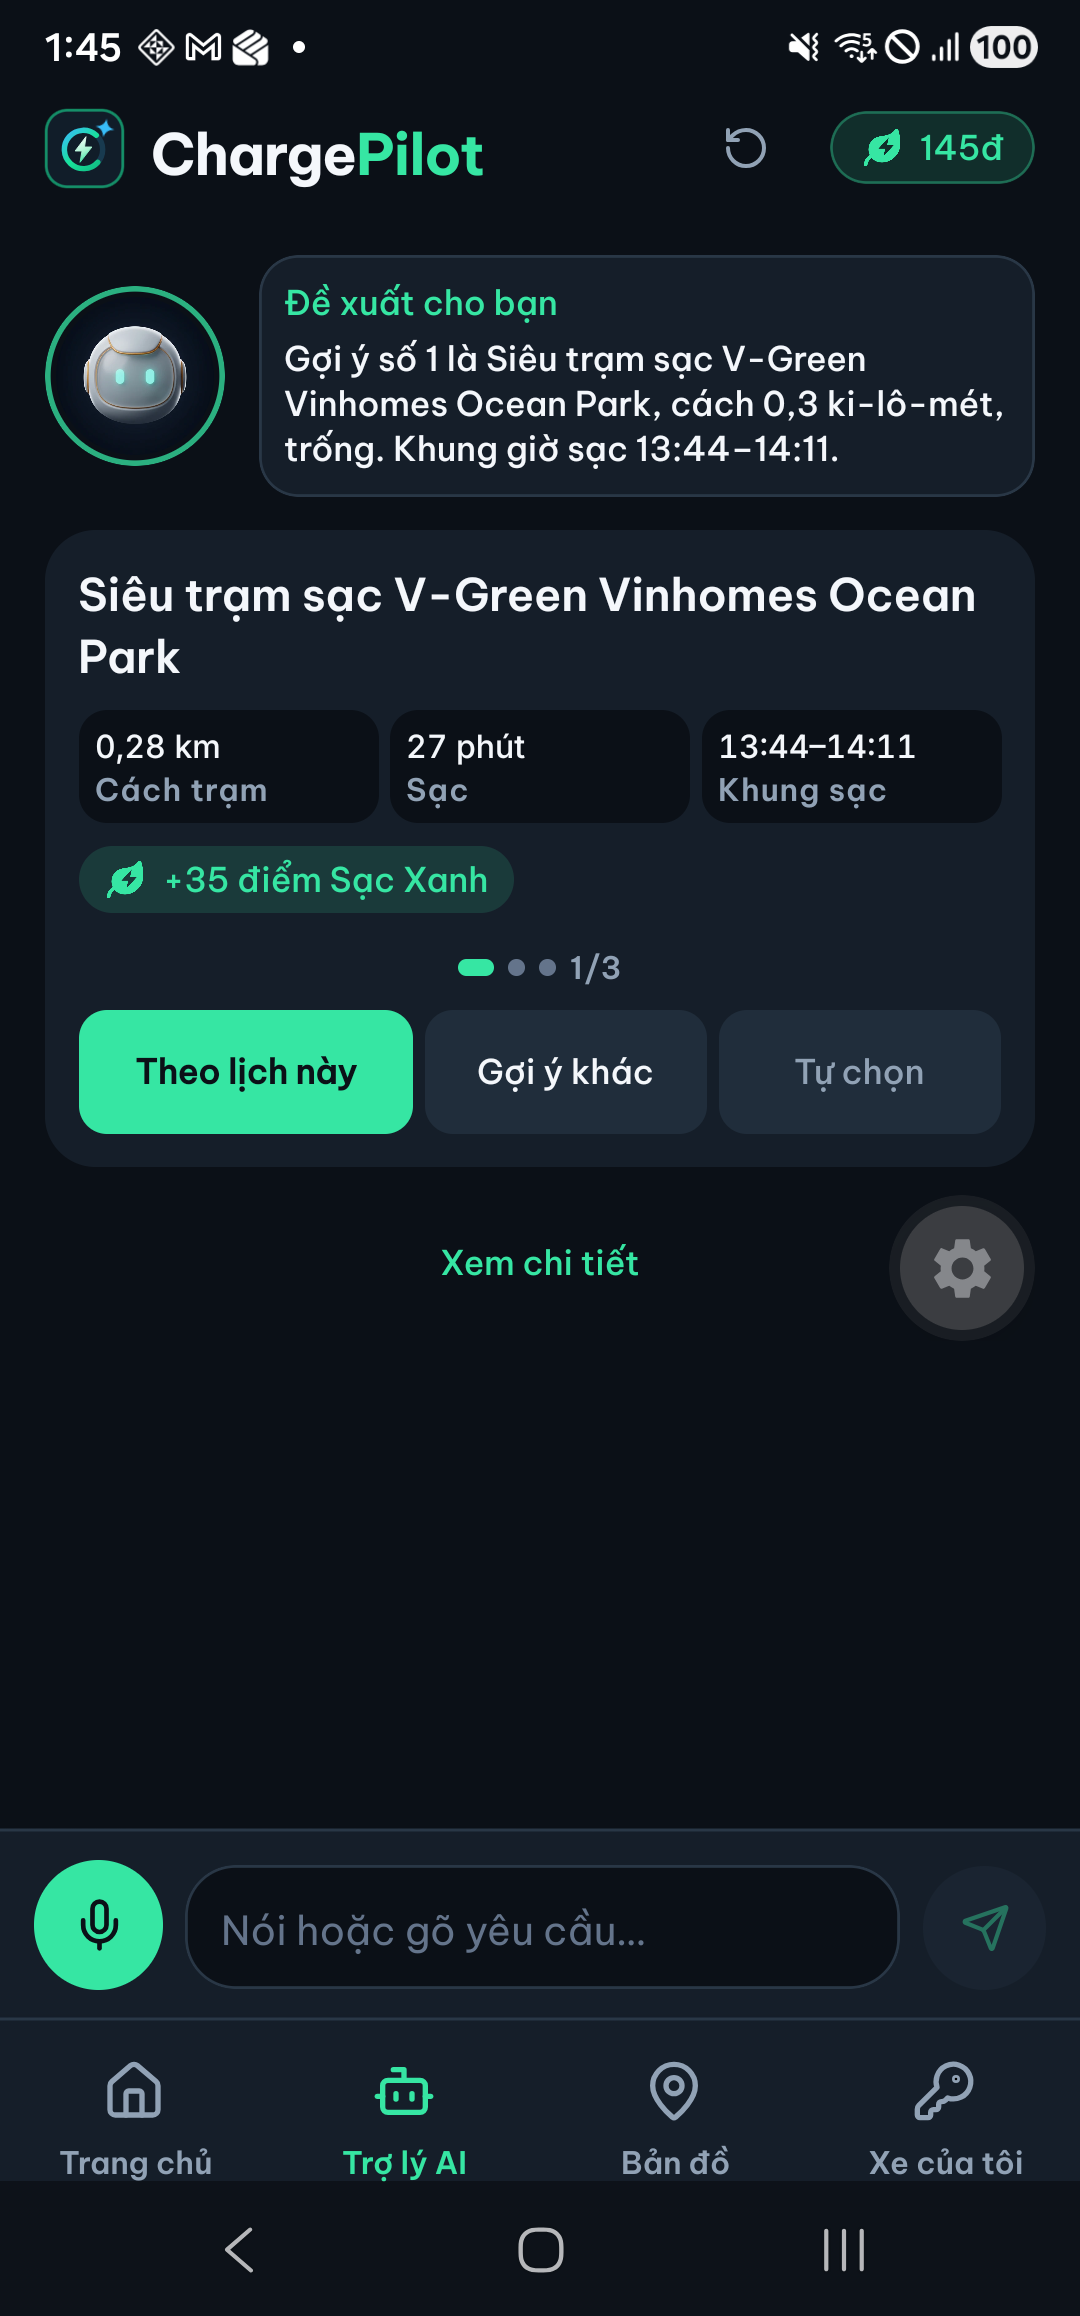 1:45
5
100
ChargePilot
145đ
Đề xuất cho bạn
Gợi ý số 1 là Siêu trạm sạc V-Green
Vinhomes Ocean Park, cách 0,3 ki-lô-mét,
trống. Khung giờ sạc 13:44–14:11.
Siêu trạm sạc V-Green Vinhomes Ocean
Park
0,28 km
Cách trạm
27 phút
Sạc
13:44–14:11
Khung sạc
+35 điểm Sạc Xanh
1/3
Theo lịch này
Gợi ý khác
Tự chọn
Xem chi tiết
Nói hoặc gõ yêu cầu...
Trang chủ
Trợ lý AI
Bản đồ
Xe của tôi